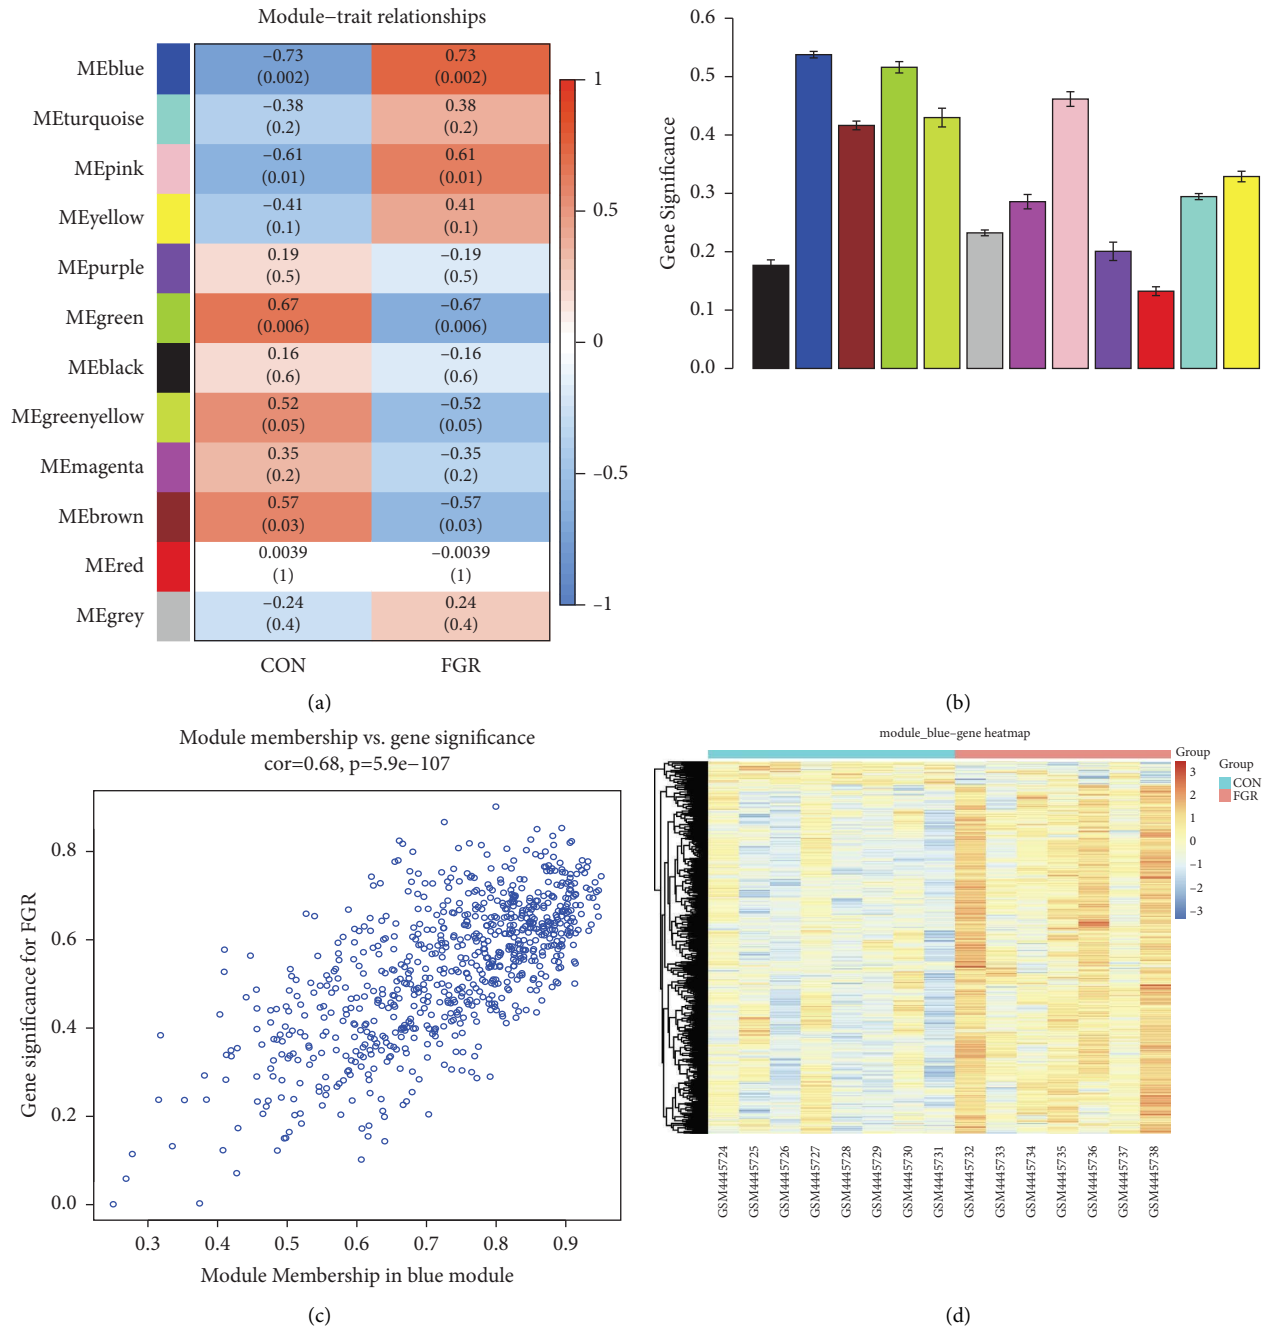 Module−trait relationships
MEblue
−0.73
(0.002)
0.73
(0.002)
MEturquoise
−0.38
(0.2)
0.38
(0.2)
MEpink
−0.61
(0.01)
0.61
(0.01)
MEyellow
−0.41
(0.1)
0.41
(0.1)
MEpurple
0.19
(0.5)
−0.19
(0.5)
MEgreen
0.67
(0.006)
−0.67
(0.006)
MEblack
0.16
(0.6)
−0.16
(0.6)
MEgreenyellow
0.52
(0.05)
−0.52
(0.05)
MEmagenta
0.35
(0.2)
−0.35
(0.2)
MEbrown
0.57
(0.03)
−0.57
(0.03)
MEred
0.0039
(1)
−0.0039
(1)
MEgrey
−0.24
(0.4)
0.24
(0.4)
CON FGR
1
0.5
0
−0.5
−1
(a)
Gene Significance
0.6
0.5
0.4
0.3
0.2
0.1
0.0
(b)
Module membership vs. gene significance
cor=0.68, p=5.9e−107
Gene significance for FGR
0.8
0.6
0.4
0.2
0.0
0.3 0.4 0.5 0.6 0.7 0.8 0.9
Module Membership in blue module
(c)
module_blue−gene heatmap
Group
3
2
1
0
−1
−2
−3
Group
CON
FGR
GSM4445724
GSM4445725
GSM4445726
GSM4445727
GSM4445728
GSM4445729
GSM4445730
GSM4445731
GSM4445732
GSM4445733
GSM4445734
GSM4445735
GSM4445736
GSM4445737
GSM4445738
(d)